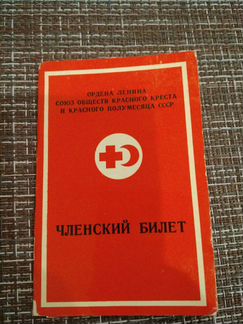 ОРДЕНА ЛЕНИНА
СОЮЗ ОБЩЕСТВ КРАСНОГО КРЕСТА
И КРАСНОГО ПОЛУМЕСЯЦА СССР
ЧЛЕНСКИЙ БИЛЕТ